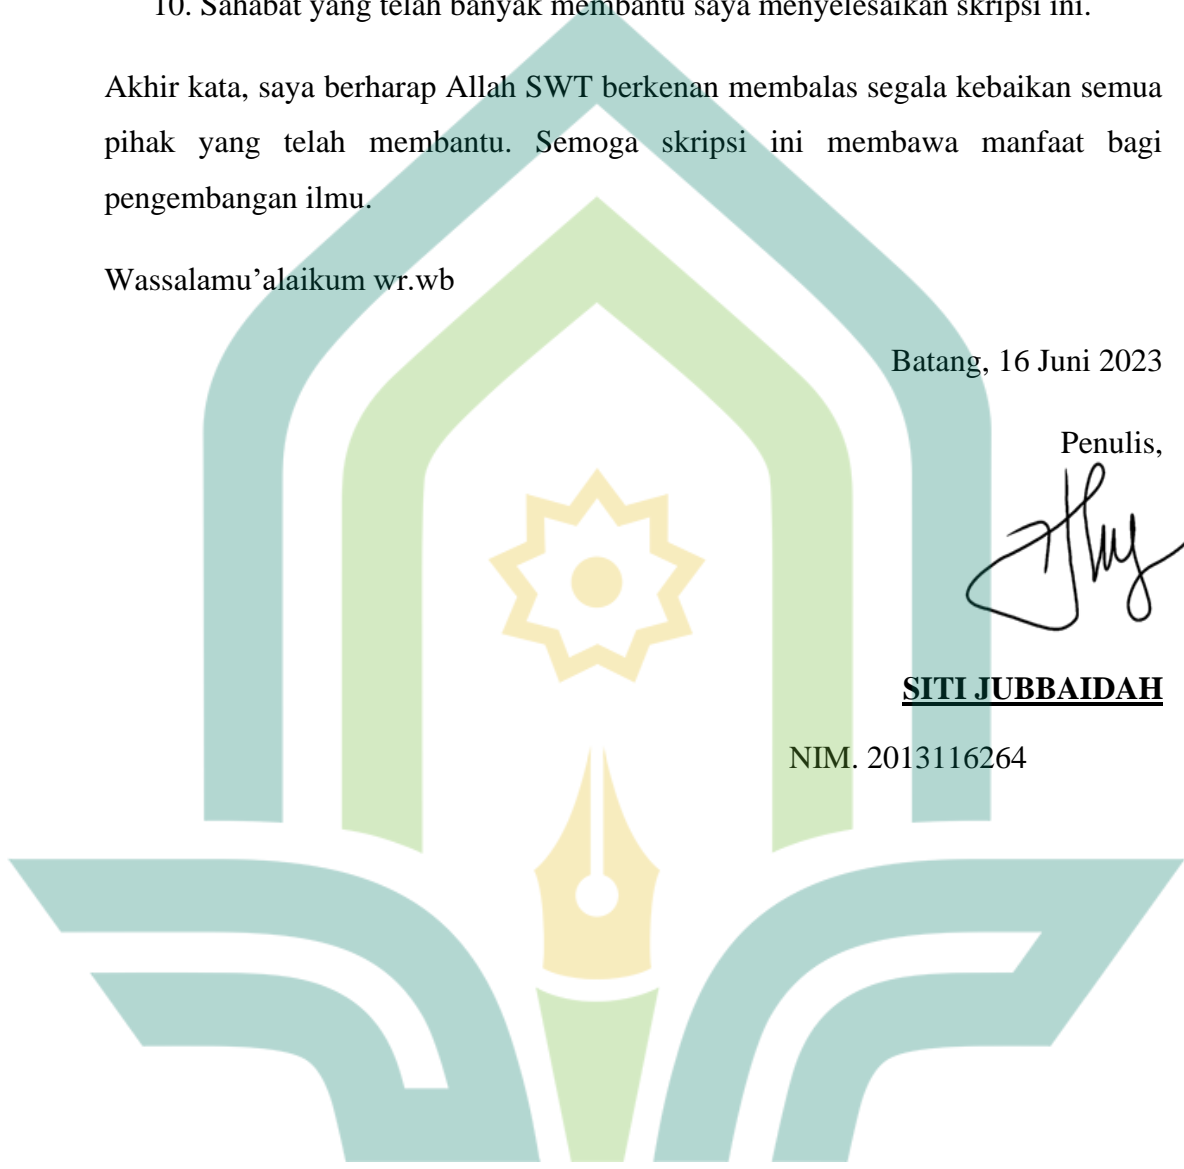 10. Sahabat yang telah banyak membantu saya menyelesaikan skripsi ini.
Akhir kata, saya berharap Allah SWT berkenan membalas segala kebaikan semua
pihak yang telah membantu. Semoga skripsi ini membawa manfaat bagi
pengembangan ilmu.
Wassalamu’alaikum wr.wb
Batang, 16 Juni 2023
Penulis,
SITI JUBBAIDAH
NIM. 2013116264